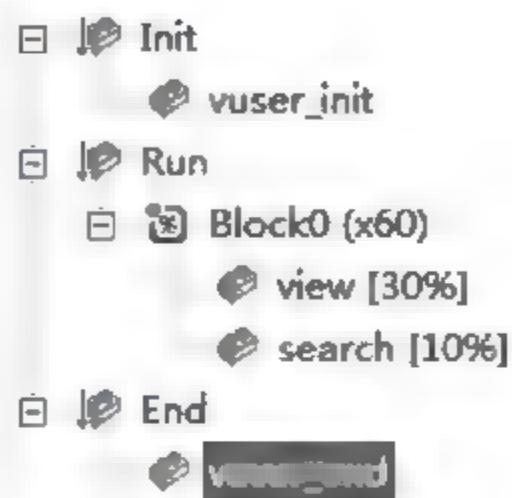 Init
vuser_init
Run
Block0 (x60)
view [30%]
search [10%]
End